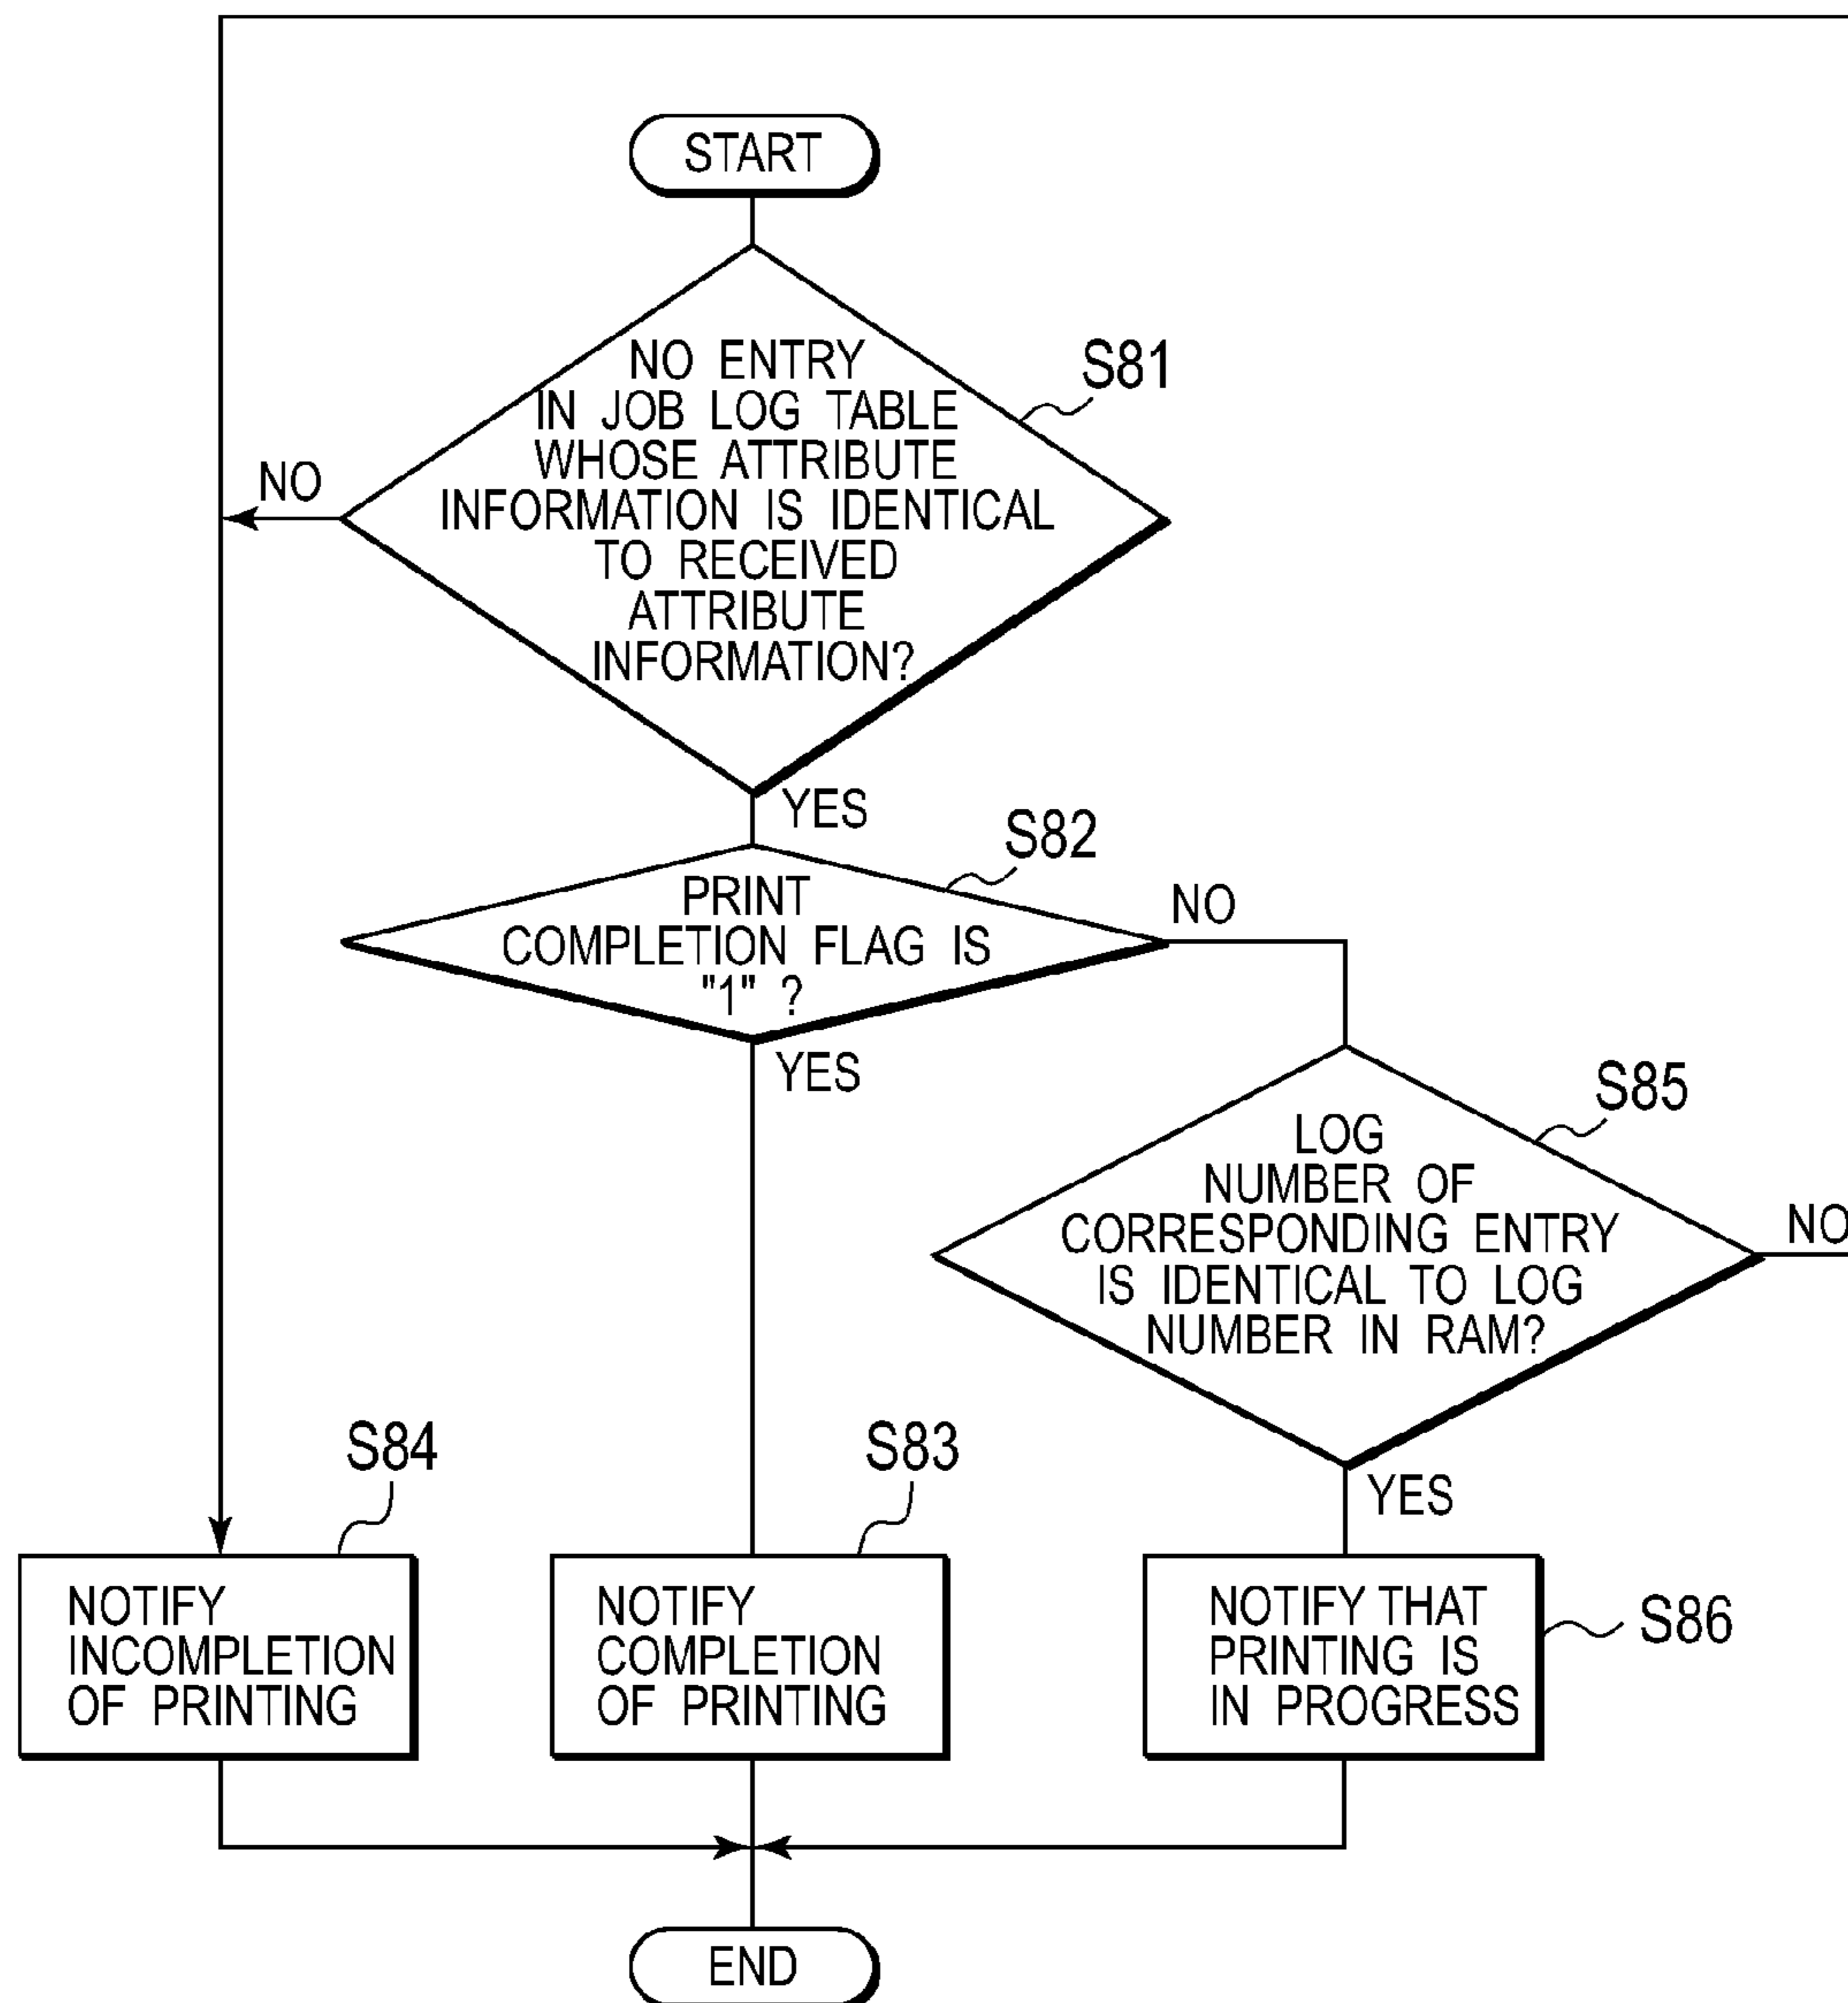 START
NO ENTRY
IN JOB LOG TABLE
WHOSE ATTRIBUTE
INFORMATION IS IDENTICAL
TO RECEIVED
ATTRIBUTE
INFORMATION?
S81
NO
YES
S82
PRINT
COMPLETION FLAG IS
"1" ?
NO
YES
S85
LOG
NUMBER OF
CORRESPONDING ENTRY
IS IDENTICAL TO LOG
NUMBER IN RAM?
NO
YES
S84
NOTIFY
INCOMPLETION
OF PRINTING
S83
NOTIFY
COMPLETION
OF PRINTING
NOTIFY THAT
PRINTING IS
IN PROGRESS
S86
END